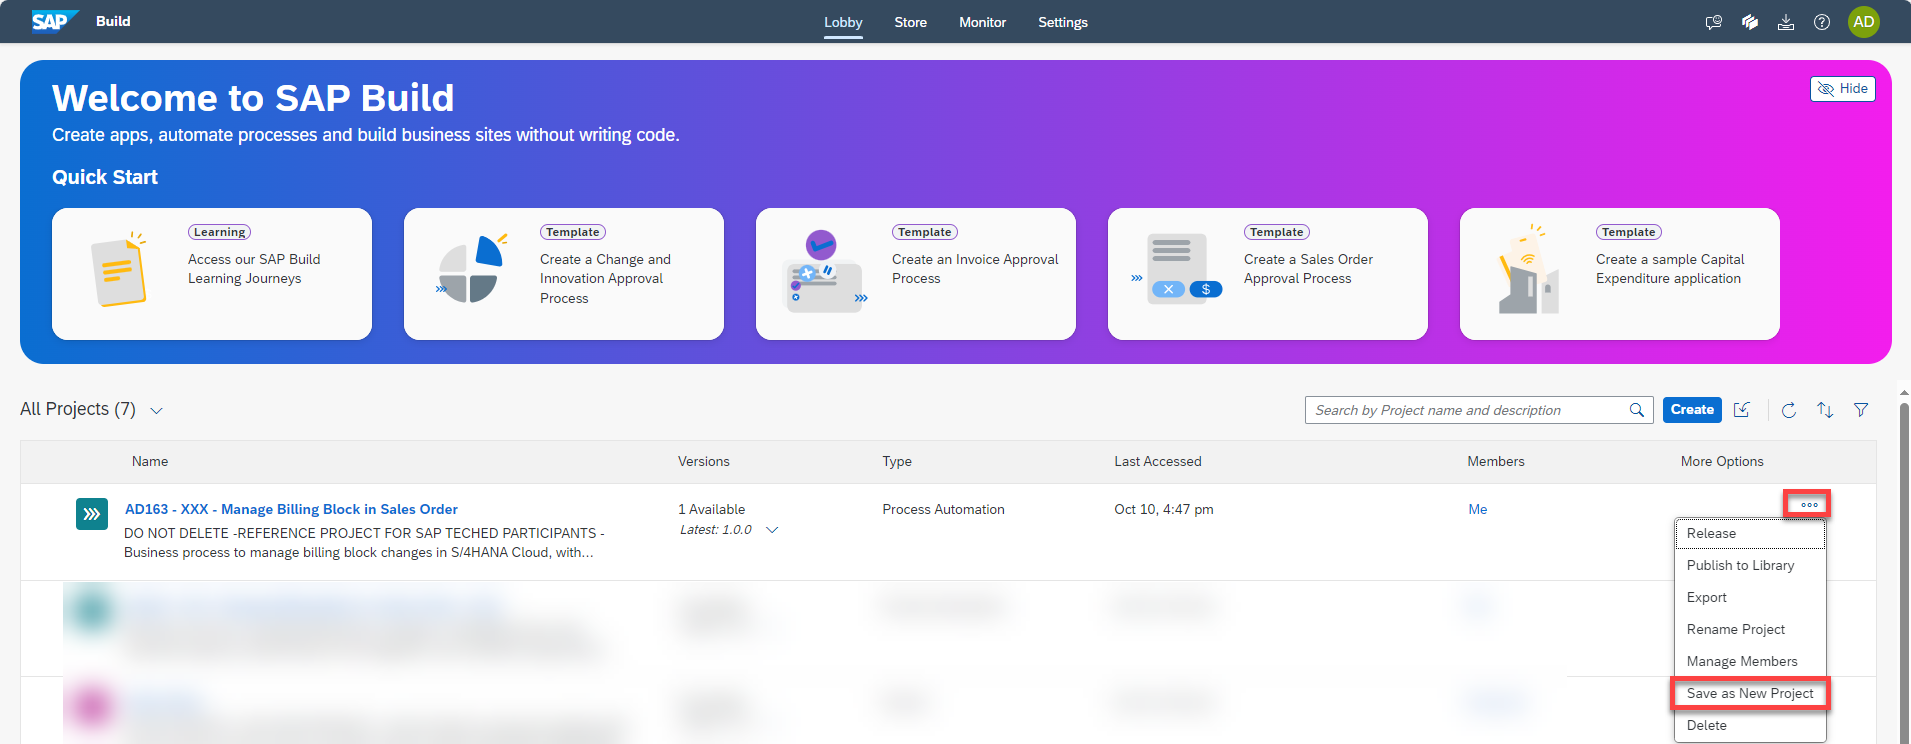 SAP Build Lobby Store Monitor Settings AD
Welcome to SAP Build
Hide
Create apps, automate processes and build business sites without writing code.
Quick Start
Learning
Access our SAP Build
Learning Journeys
Template
Create a Change and
Innovation Approval
Process
Template
Create an Invoice Approval
Process
Template
Create a Sales Order
Approval Process
$
Template
Create a sample Capital
Expenditure application
All Projects (7)
Search by Project name and description
Create
Name Versions Type Last Accessed Members More Options
AD163 - XXX - Manage Billing Block in Sales Order
DO NOT DELETE -REFERENCE PROJECT FOR SAP TECHED PARTICIPANTS -
Business process to manage billing block changes in S/4HANA Cloud, with...
1 Available
Latest: 1.0.0
Process Automation
Oct 10, 4:47 pm
Me
Release
Publish to Library
Export
Rename Project
Manage Members
Save as New Project
Delete